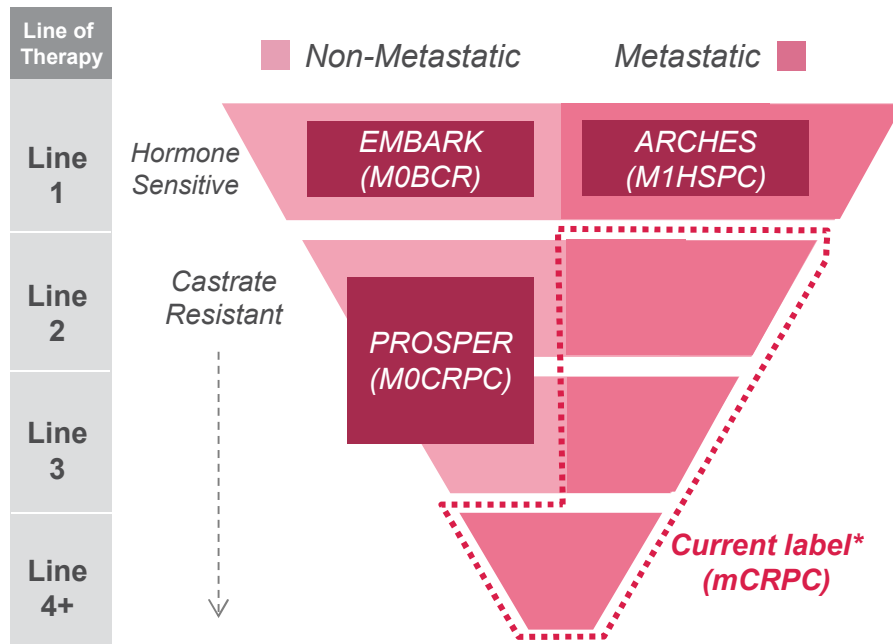 Line of
Therapy
Non-Metastatic
Metastatic
Line
1
Hormone
Sensitive
EMBARK
(M0BCR)
ARCHES
(M1HSPC)
Line
2
Castrate
Resistant
PROSPER
(M0CRPC)
Line
3
Line
4+
Current label*
(mCRPC)